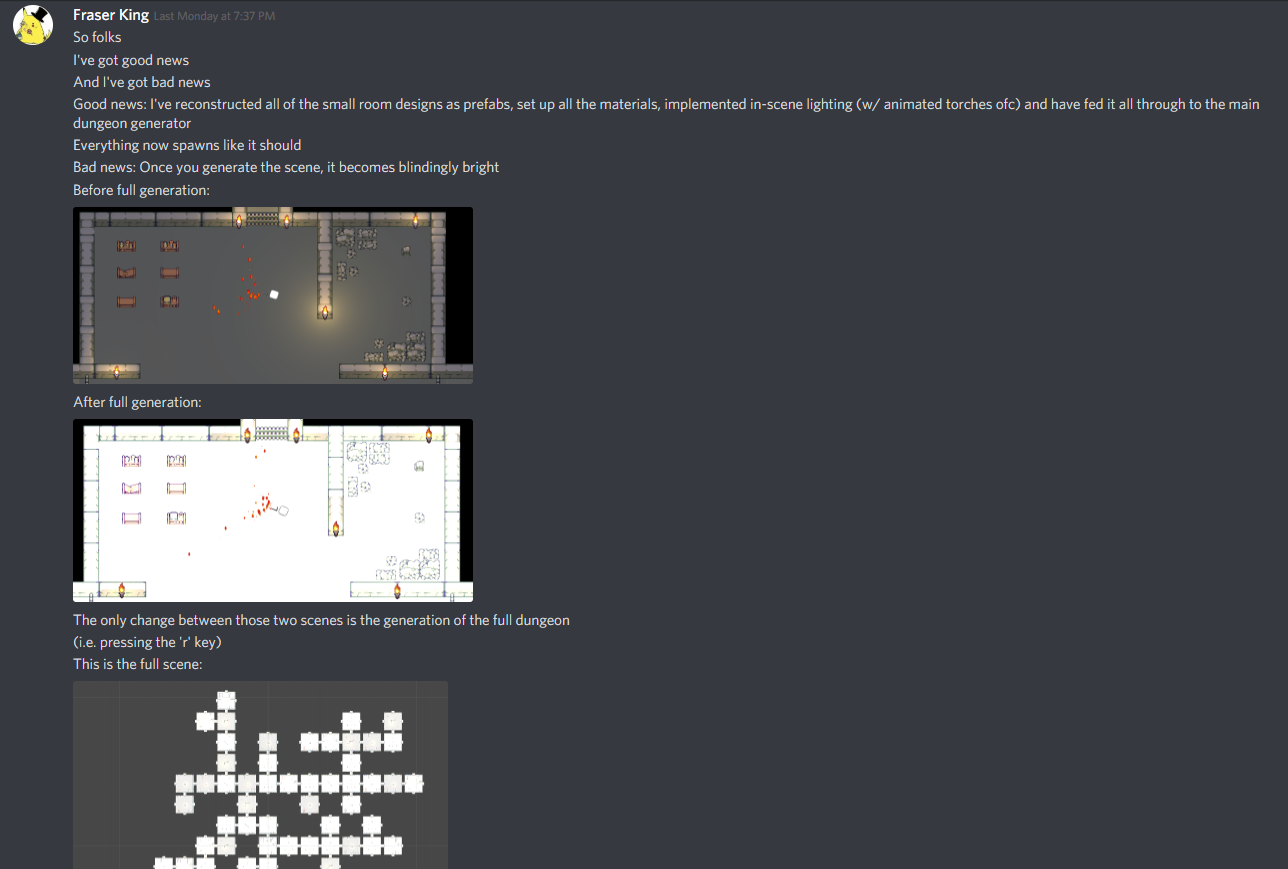 Fraser King Last Monday at 7:37 PM
So folks
I've got good news
And I've got bad news
Good news: I've reconstructed all of the small room designs as prefabs, set up all the materials, implemented in-scene lighting (w/ animated torches ofc) and have fed it all through to the main
dungeon generator
Everything now spawns like it should
Bad news: Once you generate the scene, it becomes blindingly bright
Before full generation:
After full generation:
The only change between those two scenes is the generation of the full dungeon
(i.e. pressing the 'r' key)
This is the full scene: